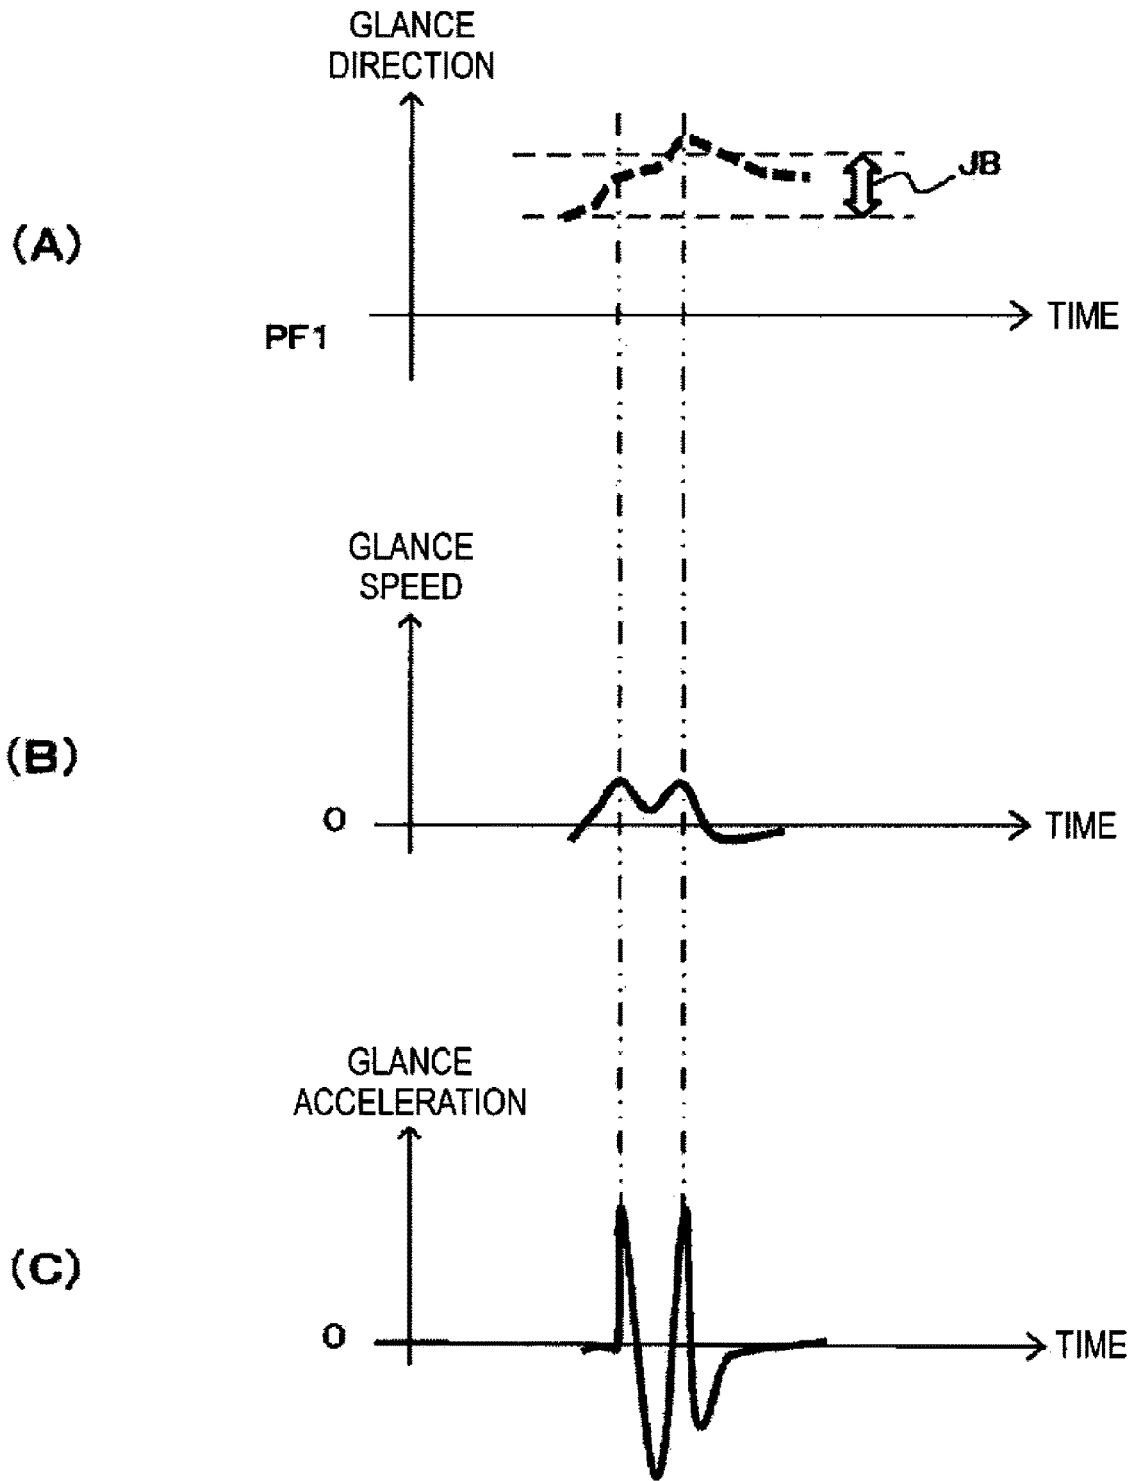 GLANCE
DIRECTION
JB
(A)
TIME
PF1
GLANCE
SPEED
(B)
0
TIME
GLANCE
ACCELERATION
(C)
0
TIME